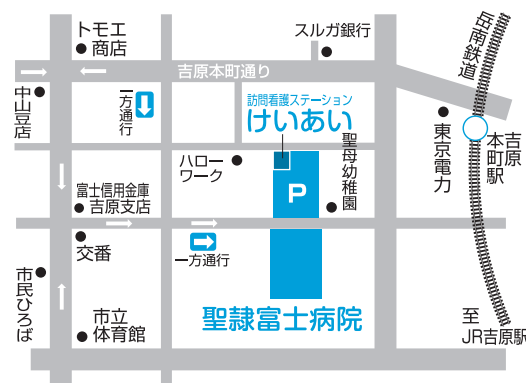 トモエ
商店
スルガ銀行
岳南鉄道
吉原本町通り
中山豆店
一方通行
訪問看護ステーション
けいあい
東京電力
吉原
本町駅
ハロー
ワーク
聖母幼稚園
P
富士信用金庫
吉原支店
交番
一方通行
市民ひろば
市立
体育館
聖隷富士病院
至
JR吉原駅